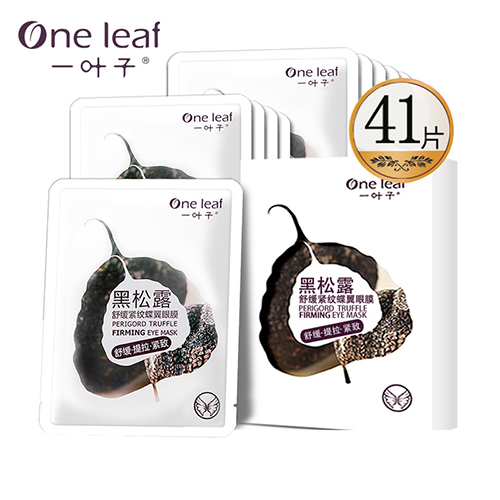 One leaf
一叶子®
One leaf
一叶子®
One leaf
一叶子®
41片
One leaf
一叶子®
黑松露
舒缓紧纹蝶翼眼膜
PERIGORD TRUFFLE
FIRMING EYE MASK
舒缓·提拉·紧致
One leaf
一叶子®
黑松露
舒缓紧纹蝶翼眼膜
PERIGORD TRUFFLE
FIRMING EYE MASK
舒缓·提拉·紧致